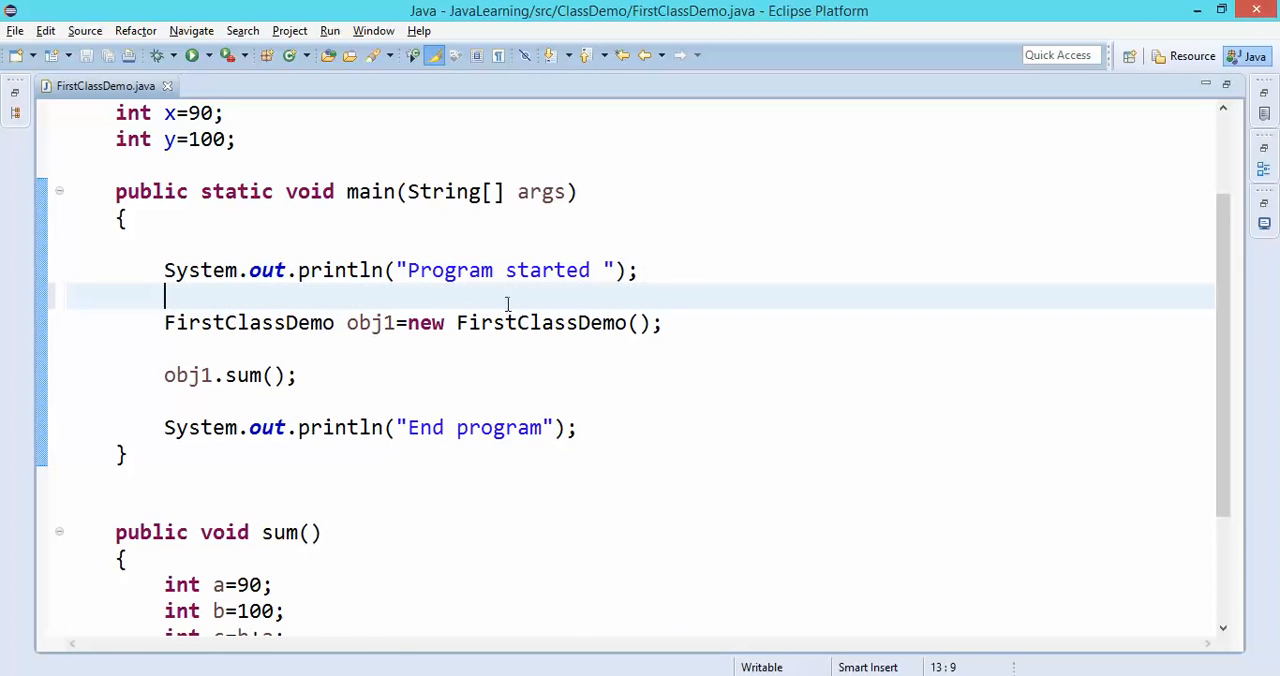 Java - JavaLearning/src/ClassDemo/FirstClassDemo.java - Eclipse Platform
File Edit Source Refactor Navigate Search Project Run Window Help
Quick Access Resource Java
FirstClassDemo.java
int x=90;
int y=100;
public static void main(String[] args)
{
System.out.println("Program started ");
FirstClassDemo obj1=new FirstClassDemo();
obj1.sum();
System.out.println("End program");
}
public void sum()
{
int a=90;
int b=100;
int c=b+a;
Writable Smart Insert 13 : 9